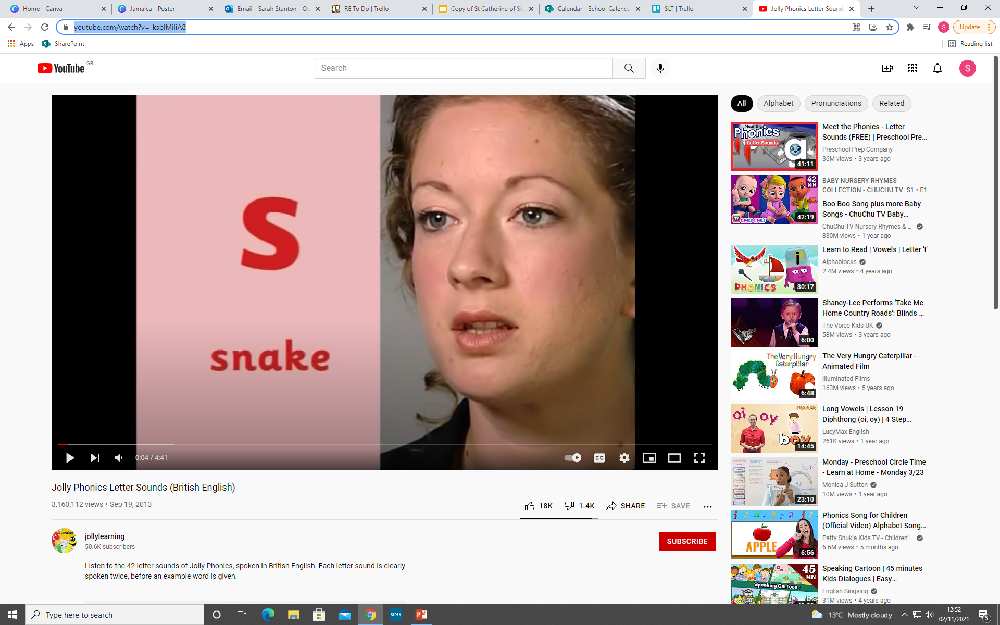 Home - Canva
Jamaica - Poster
Email - Sarah Stanton - Ou
RE To Do | Trello
Copy of St Catherine of Sie
Calendar - School Calenda
SLT | Trello
Jolly Phonics Letter Sound
youtube.com/watch?v=-ksblMiliA8
S
Update
Apps
SharePoint
Reading list
YouTube GB
Search
S
s
snake
0:04 / 4:41
CC
Jolly Phonics Letter Sounds (British English)
3,160,112 views • Sep 19, 2013
18K
1.4K
SHARE
SAVE
jollylearning
50.6K subscribers
SUBSCRIBE
Listen to the 42 letter sounds of Jolly Phonics, spoken in British English. Each letter sound is clearly
spoken twice, before an example word is given.
All
Alphabet
Pronunciations
Related
Meet the
Phonics
Letter Sounds
a
41:11
Meet the Phonics - Letter
Sounds (FREE) | Preschool Pre...
Preschool Prep Company
36M views • 3 years ago
42
MIN
TV CHUCHU
42:19
BABY NURSERY RHYMES
COLLECTION - CHUCHU TV S1 • E1
Boo Boo Song plus more Baby
Songs - ChuChu TV Baby...
ChuChu TV Nursery Rhymes & ...
830M views • 1 year ago
i
PHONICS
30:17
Learn to Read | Vowels | Letter 'I'
Alphablocks
2.4M views • 4 years ago
KIDS
6:00
Shaney-Lee Performs 'Take Me
Home Country Roads': Blinds ...
The Voice Kids UK
58M views • 3 years ago
The Very Hungry
Caterpillar
6:48
The Very Hungry Caterpillar -
Animated Film
Illuminated Films
163M views • 5 years ago
PHONICS
oi oy
boy
14:45
Long Vowels | Lesson 19
Diphthong (oi, oy) | 4 Step...
LucyMax English
261K views • 1 year ago
RAINBOW
Song
Monday
23:10
Monday - Preschool Circle Time
- Learn at Home - Monday 3/23
Monica J Sutton
10M views • 1 year ago
APPLE
6:56
Phonics Song for Children
(Official Video) Alphabet Song...
Patty Shukla Kids TV - Children'...
6.6M views • 5 months ago
45
MIN
Speaking Cartoon
Speaking Cartoon | 45 minutes
Kids Dialogues | Easy...
English Singsing
31M views • 4 years ago
Type here to search
SIMS
13°C Mostly cloudy
12:52
02/11/2021
5